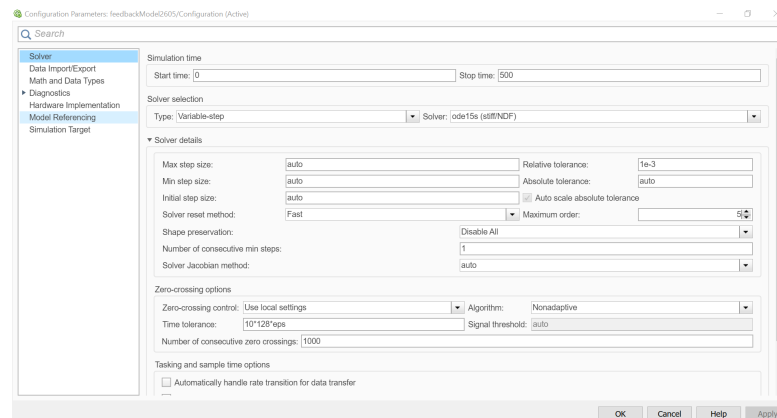 Configuration Parameters: feedbackModel2605/Configuration (Active)
Search
Solver
Data Import/Export
Math and Data Types
Diagnostics
Hardware Implementation
Model Referencing
Simulation Target
Simulation time
Start time: 0 Stop time: 500
Solver selection
Type: Variable-step Solver: ode15s (stiff/NDF)
Solver details
Max step size: auto Relative tolerance: 1e-3
Min step size: auto Absolute tolerance: auto
Initial step size: auto Auto scale absolute tolerance
Solver reset method: Fast Maximum order: 5
Shape preservation: Disable All
Number of consecutive min steps: 1
Solver Jacobian method: auto
Zero-crossing options
Zero-crossing control: Use local settings Algorithm: Nonadaptive
Time tolerance: 10*128*eps Signal threshold: auto
Number of consecutive zero crossings: 1000
Tasking and sample time options
Automatically handle rate transition for data transfer
OK Cancel Help Apply